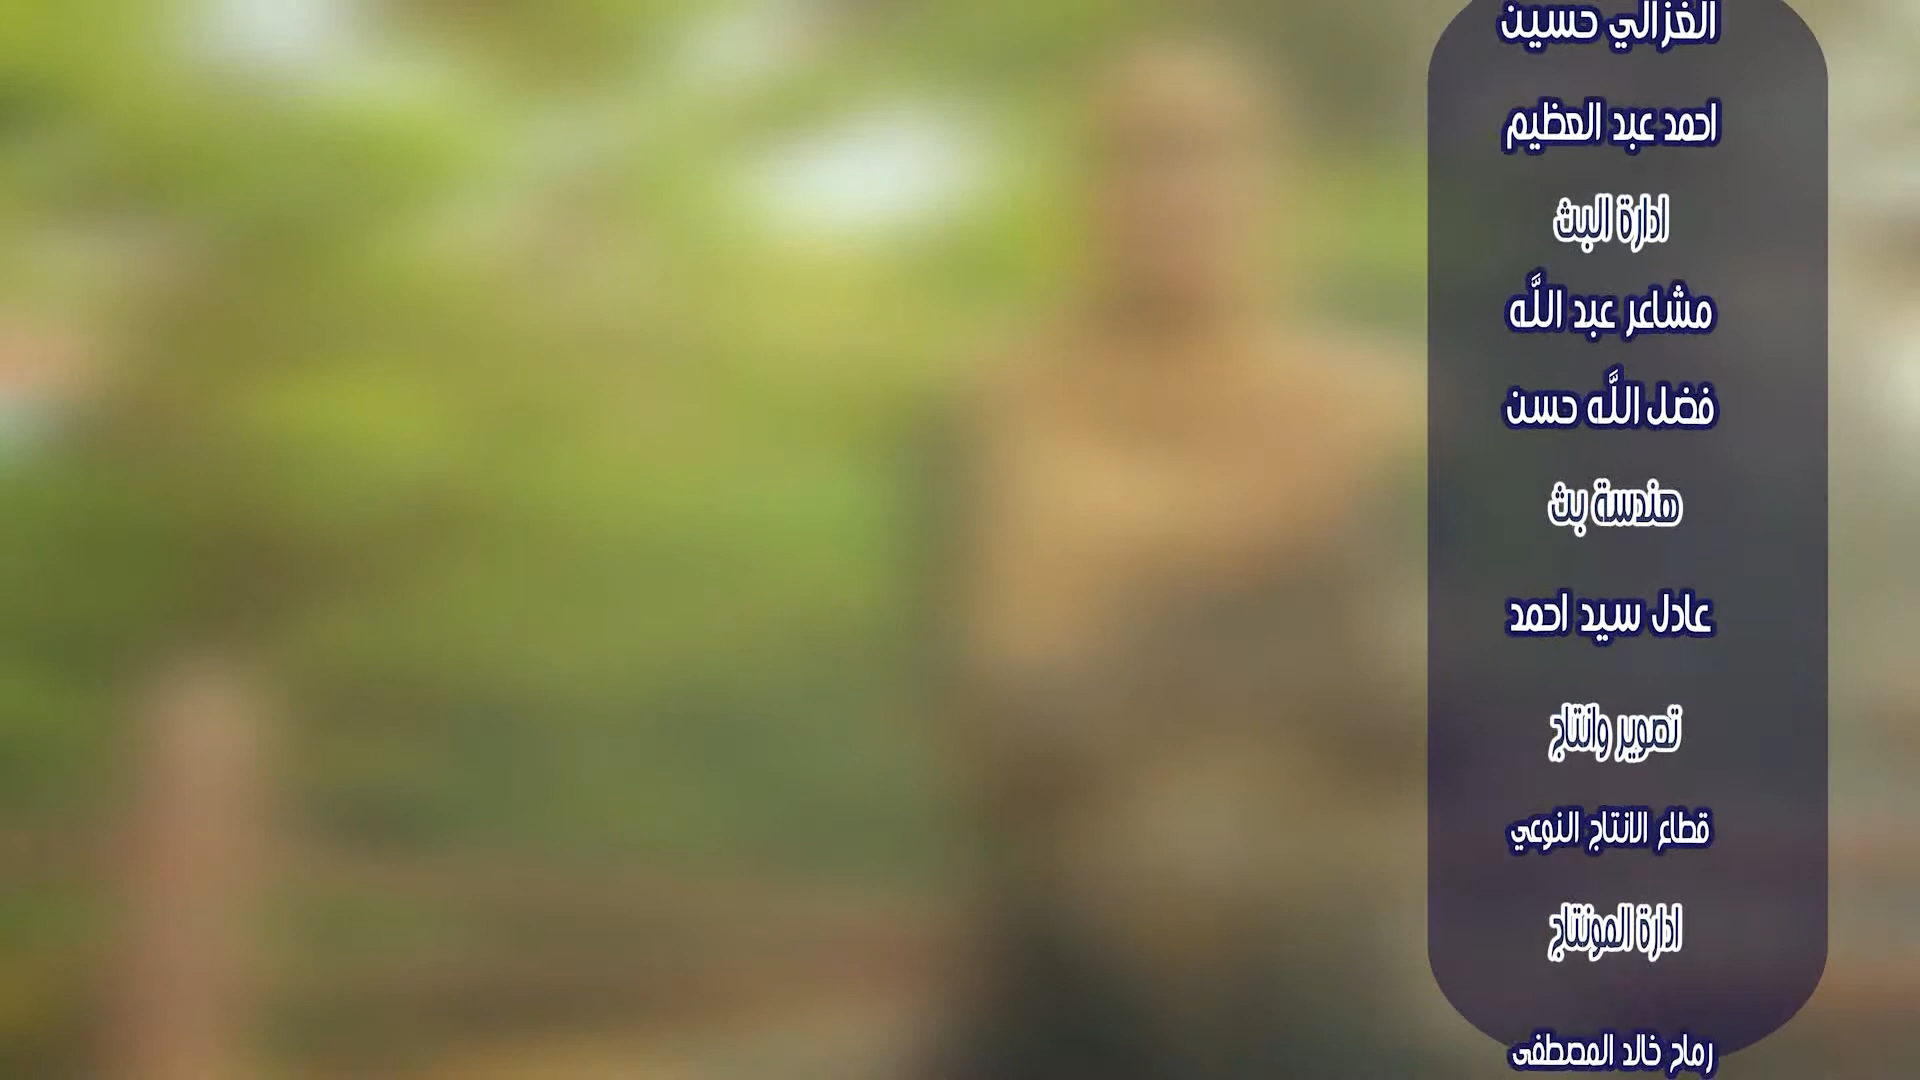 الغزالي حسين
احمد عبد العظيم
ادارة البث
مشاعر عبد اللَّه
فضل اللَّه حسن
هندسة بث
عادل سيد احمد
تصوير وانتاج
قطاع الانتاج النوعي
ادارة المونتاج
رماح خالد المصطفى